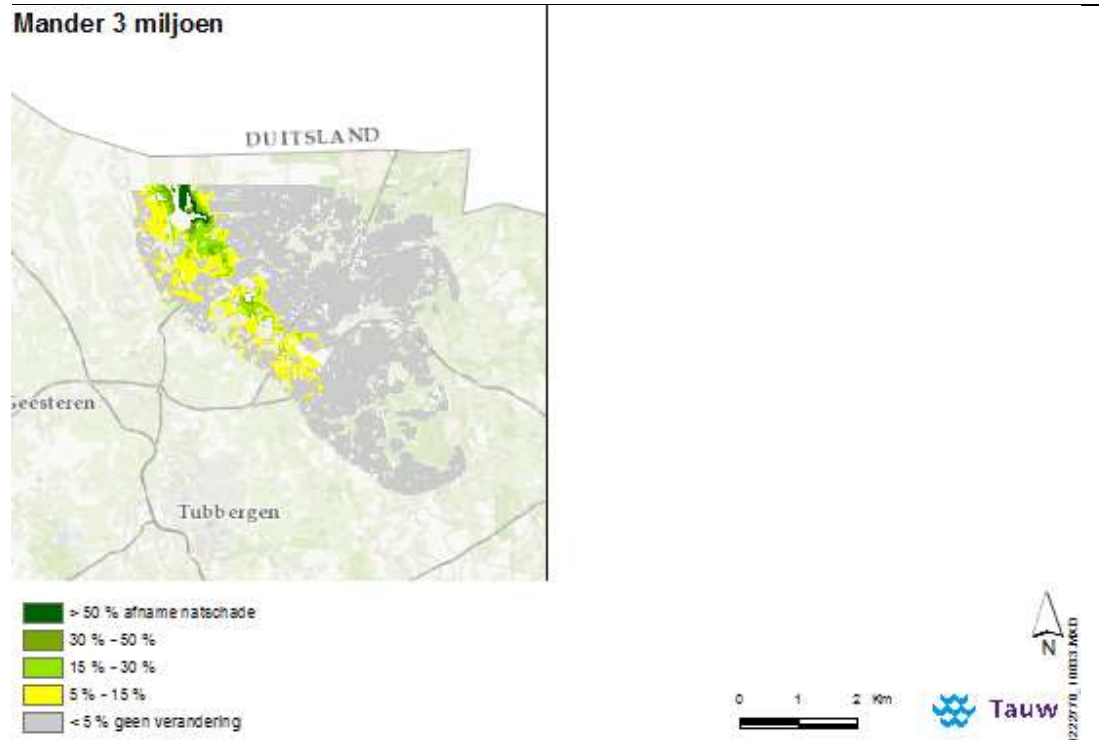 Mander 3 miljoen
DUITSLAND
Tubbergen
> 50 % afname natschade
30 % - 50 %
15 % - 30 %
5 % - 15 %
< 5 % geen verandering
0 1 2 Km
N
Tauw